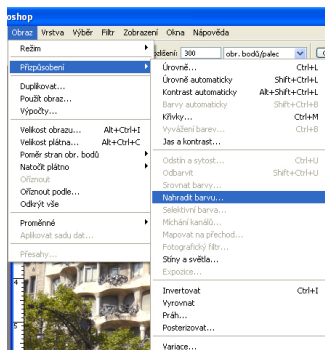 oshop
Obraz Vrstva Výběr Filtr Zobrazení Okna Nápověda
Režim
300 obr. bodů/palec
Přizpůsobení
Duplikovat...
Použít obraz...
Výpočty...
Velikost obrazu... Alt+Ctrl+I
Velikost plátna... Alt+Ctrl+C
Poměr stran obr. bodů
Natočit plátno
Oříznout
Oříznout podle...
Odkrýt vše
Proměnné
Aplikovat sadu dat...
Přesahy...
Úrovně... Ctrl+L
Úrovně automaticky Shift+Ctrl+L
Kontrast automaticky Alt+Shift+Ctrl+L
Barvy automaticky Shift+Ctrl+B
Křivky... Ctrl+M
Vyvážení barev... Ctrl+B
Jas a kontrast...
Odstín a sytost... Ctrl+U
Odbarvit Shift+Ctrl+U
Srovnat barvy...
Nahradit barvu...
Selektivní barva...
Míchání kanálů...
Mapovat na přechod...
Fotografický filtr...
Stíny a světla...
Expozice...
Invertovat Ctrl+I
Vyrovnat
Práh...
Posterizovat...
Variace...
4
5